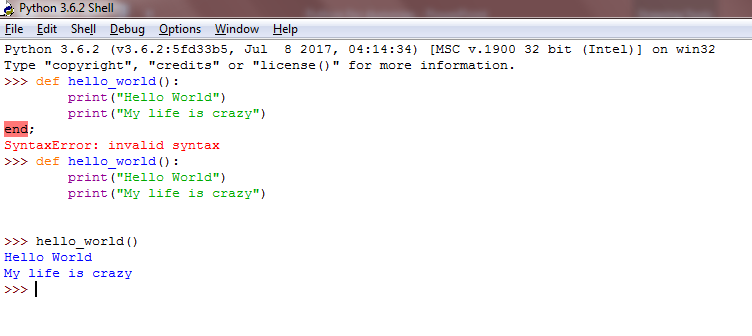 Python 3.6.2 Shell
File Edit Shell Debug Options Window Help
Python 3.6.2 (v3.6.2:5fd33b5, Jul  8 2017, 04:14:34) [MSC v.1900 32 bit (Intel)] on win32
Type "copyright", "credits" or "license()" for more information.
>>> def hello_world():
        print("Hello World")
        print("My life is crazy")
end;
SyntaxError: invalid syntax
>>> def hello_world():
        print("Hello World")
        print("My life is crazy")
>>> hello_world()
Hello World
My life is crazy
>>>